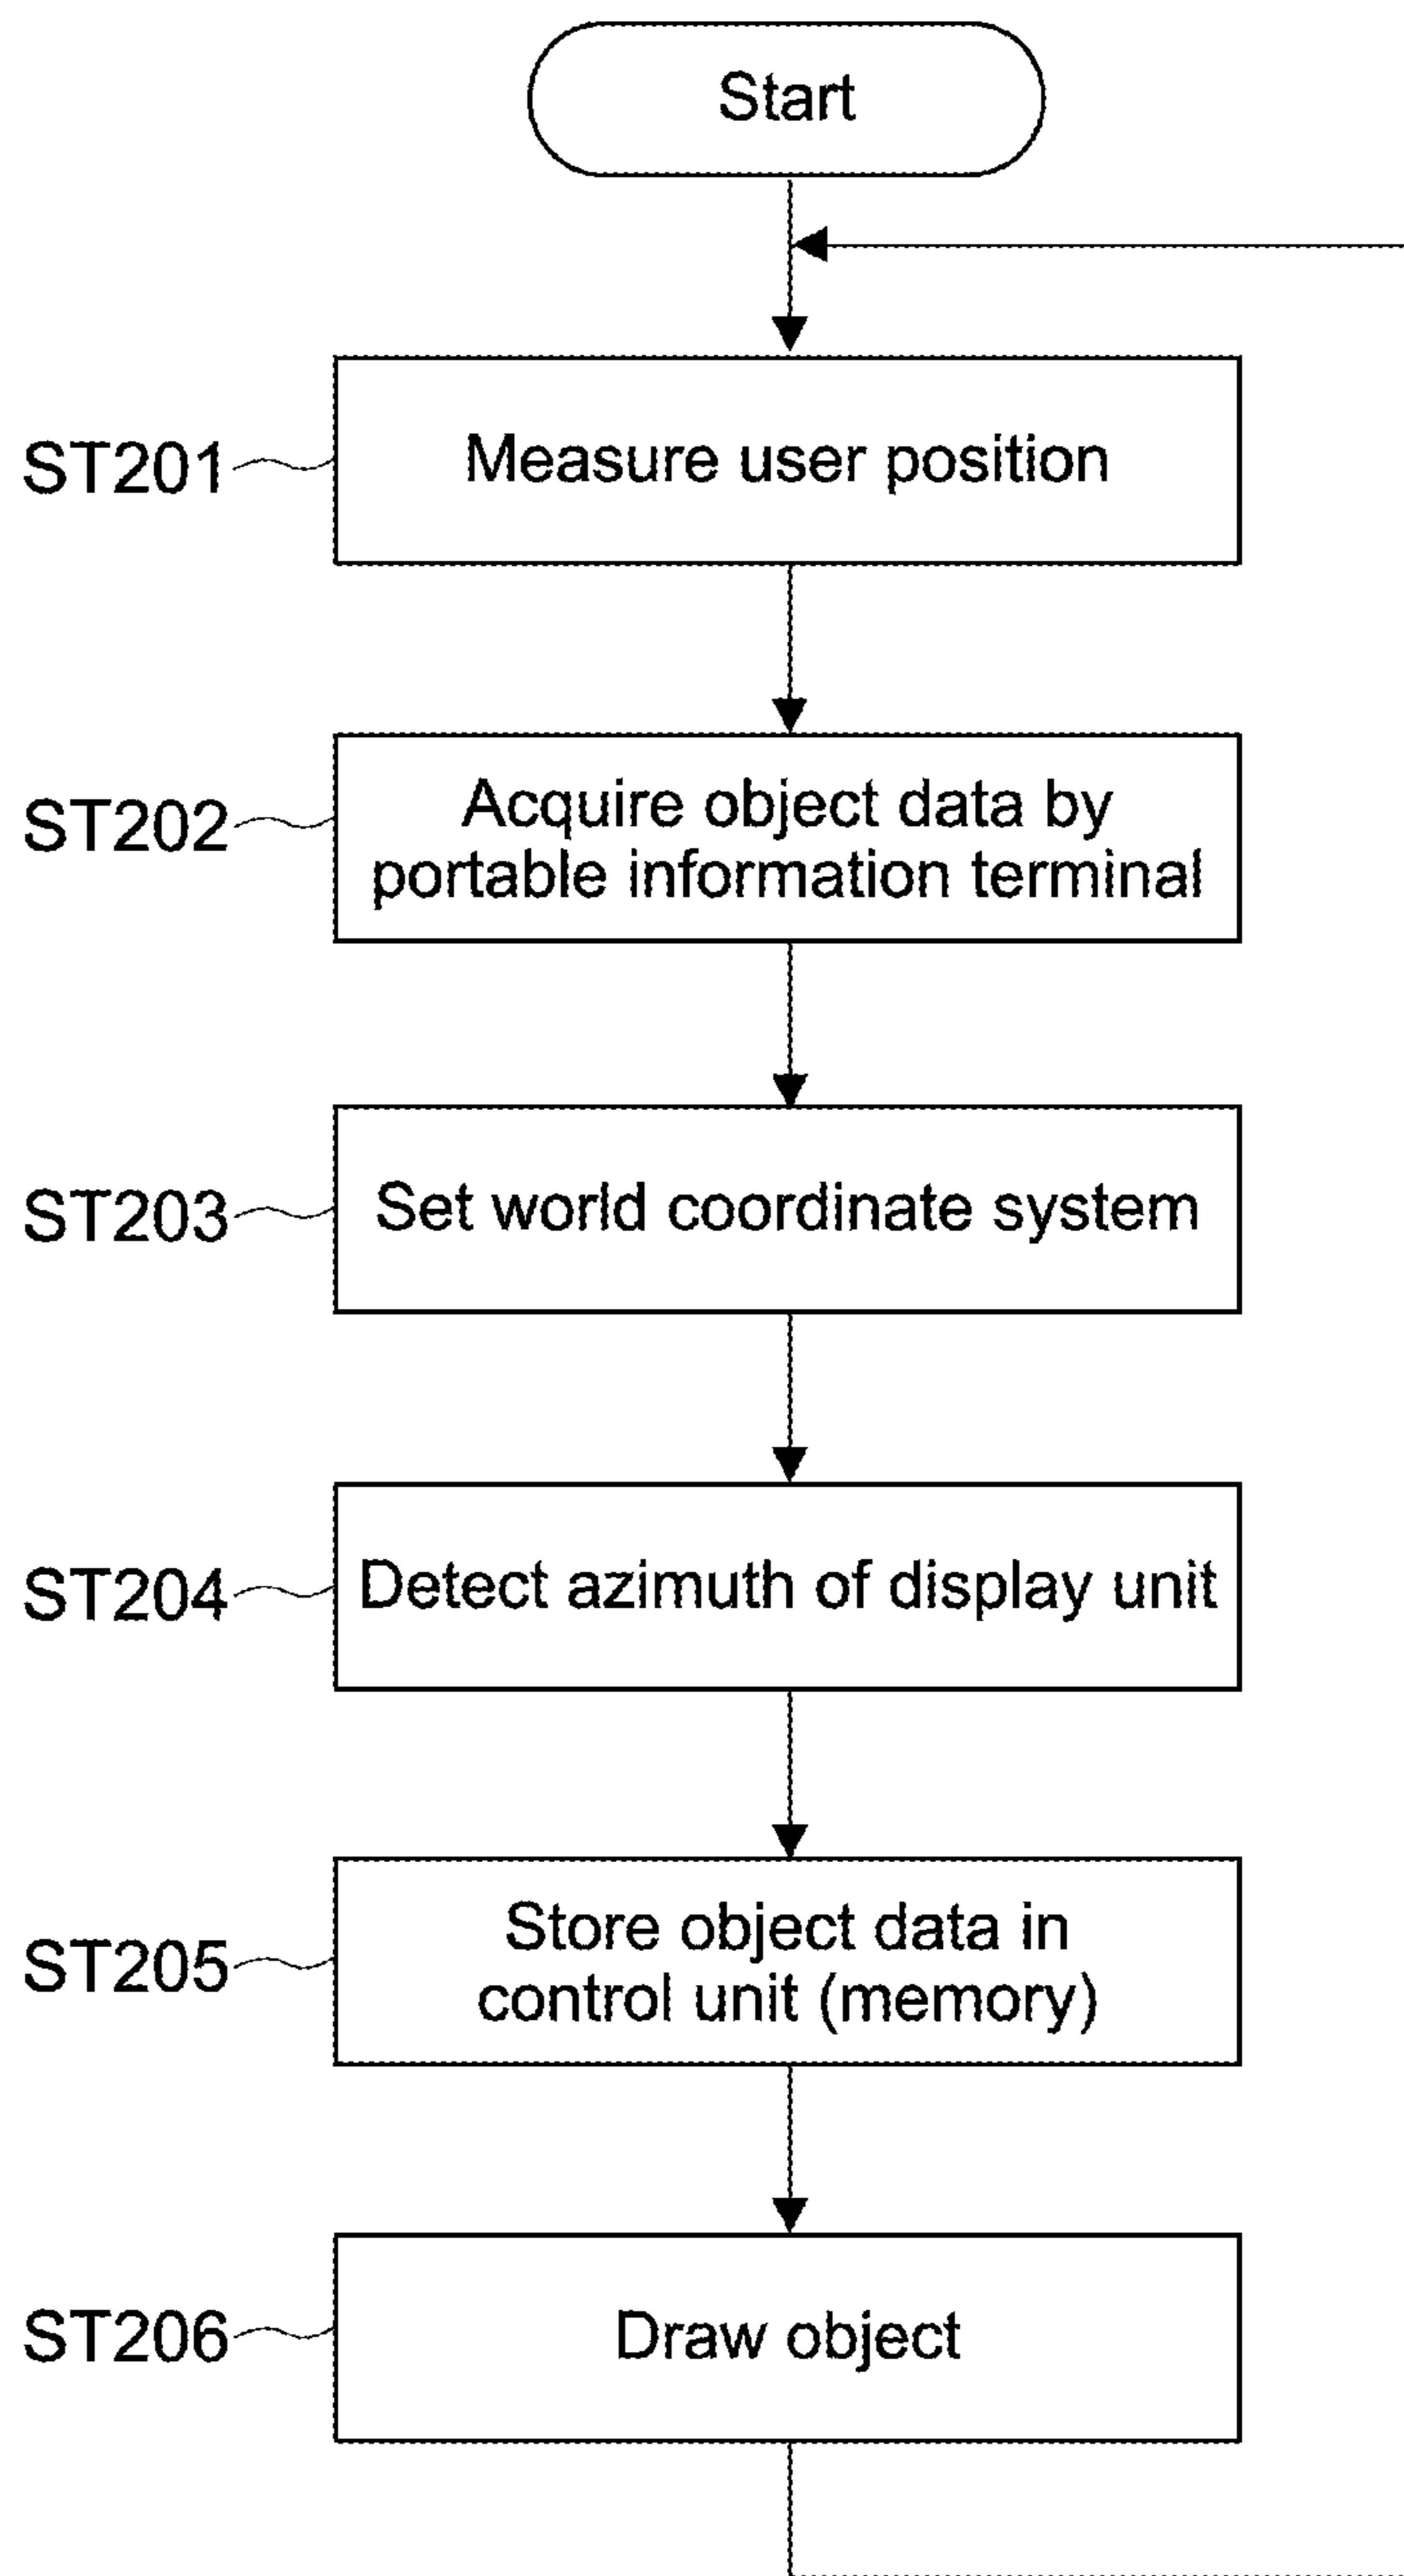 Start
ST201
Measure user position
ST202
Acquire object data by
portable information terminal
ST203
Set world coordinate system
ST204
Detect azimuth of display unit
ST205
Store object data in
control unit (memory)
ST206
Draw object